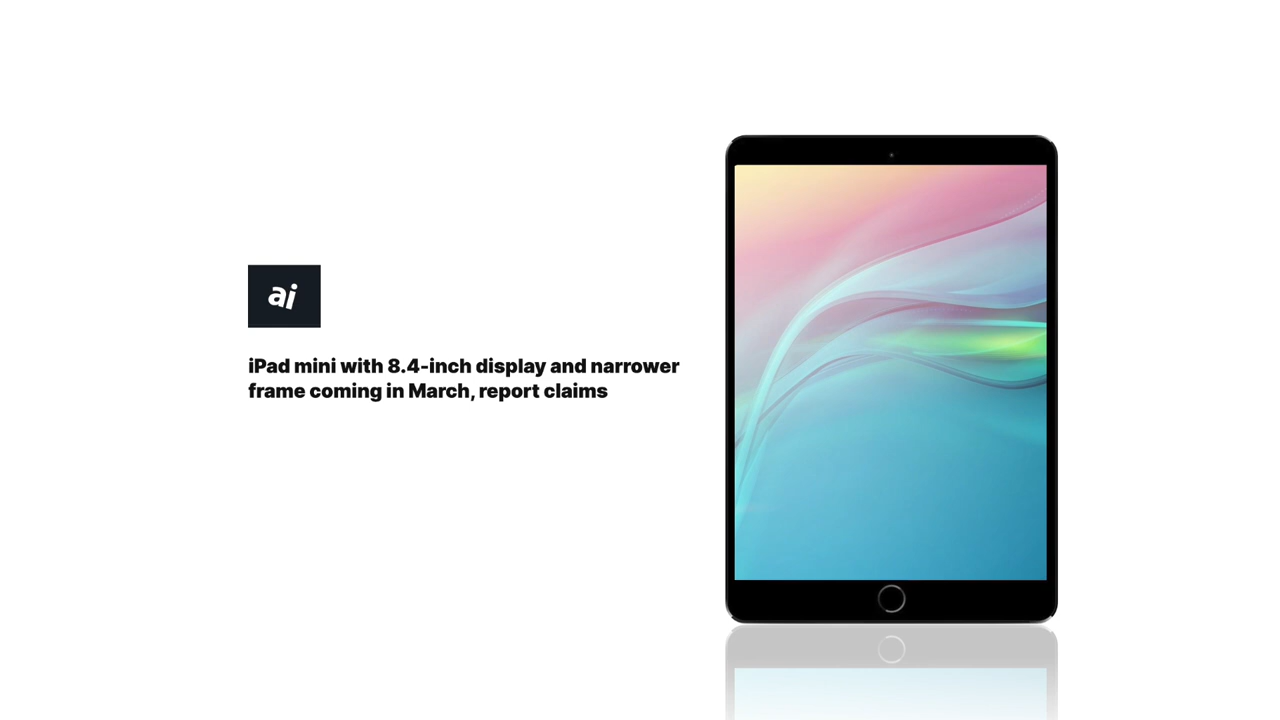 ai
iPad mini with 8.4-inch display and narrower
frame coming in March, report claims